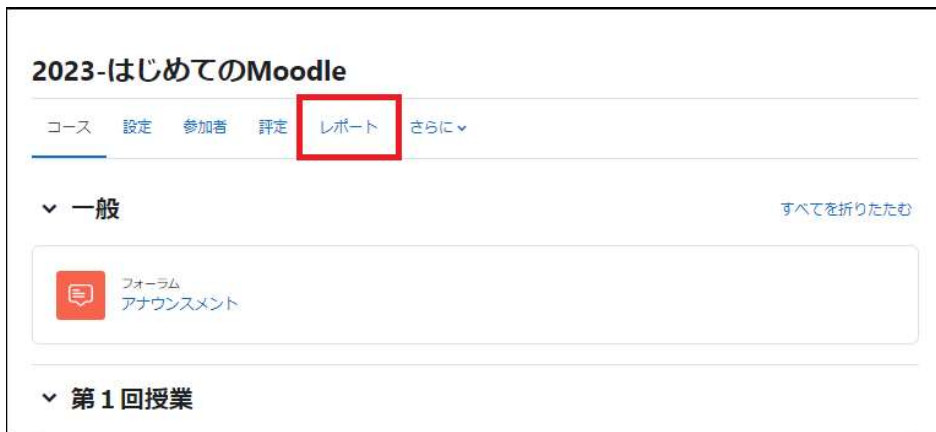 2023-はじめてのMoodle
コース 設定 参加者 評定 レポート さらに
一般 すべてを折りたたむ
フォーラム
アナウンスメント
第１回授業